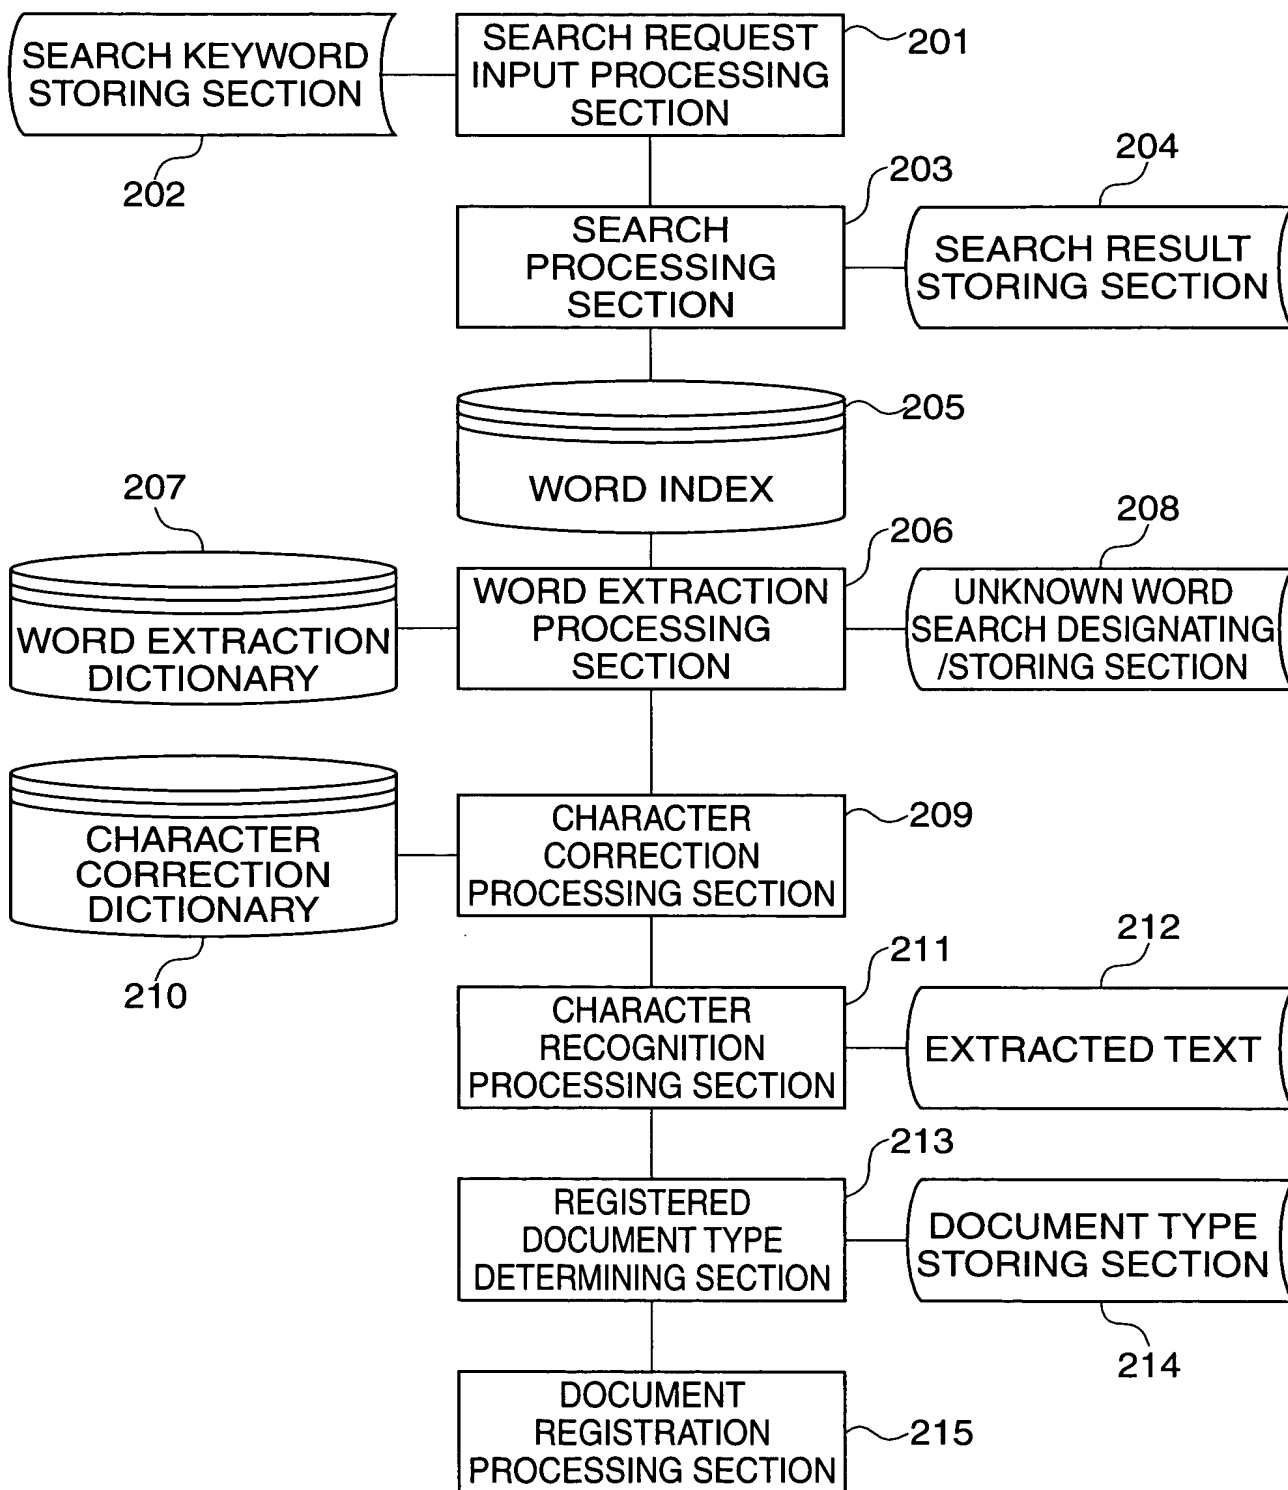 SEARCH KEYWORD
STORING SECTION
202
SEARCH REQUEST
INPUT PROCESSING
SECTION
201
203
SEARCH
PROCESSING
SECTION
204
SEARCH RESULT
STORING SECTION
205
WORD INDEX
207
WORD EXTRACTION
DICTIONARY
206
WORD EXTRACTION
PROCESSING
SECTION
208
UNKNOWN WORD
SEARCH DESIGNATING
/STORING SECTION
CHARACTER
CORRECTION
DICTIONARY
210
CHARACTER
CORRECTION
PROCESSING SECTION
209
211
CHARACTER
RECOGNITION
PROCESSING SECTION
212
EXTRACTED TEXT
213
REGISTERED
DOCUMENT TYPE
DETERMINING SECTION
DOCUMENT TYPE
STORING SECTION
214
DOCUMENT
REGISTRATION
PROCESSING SECTION
215